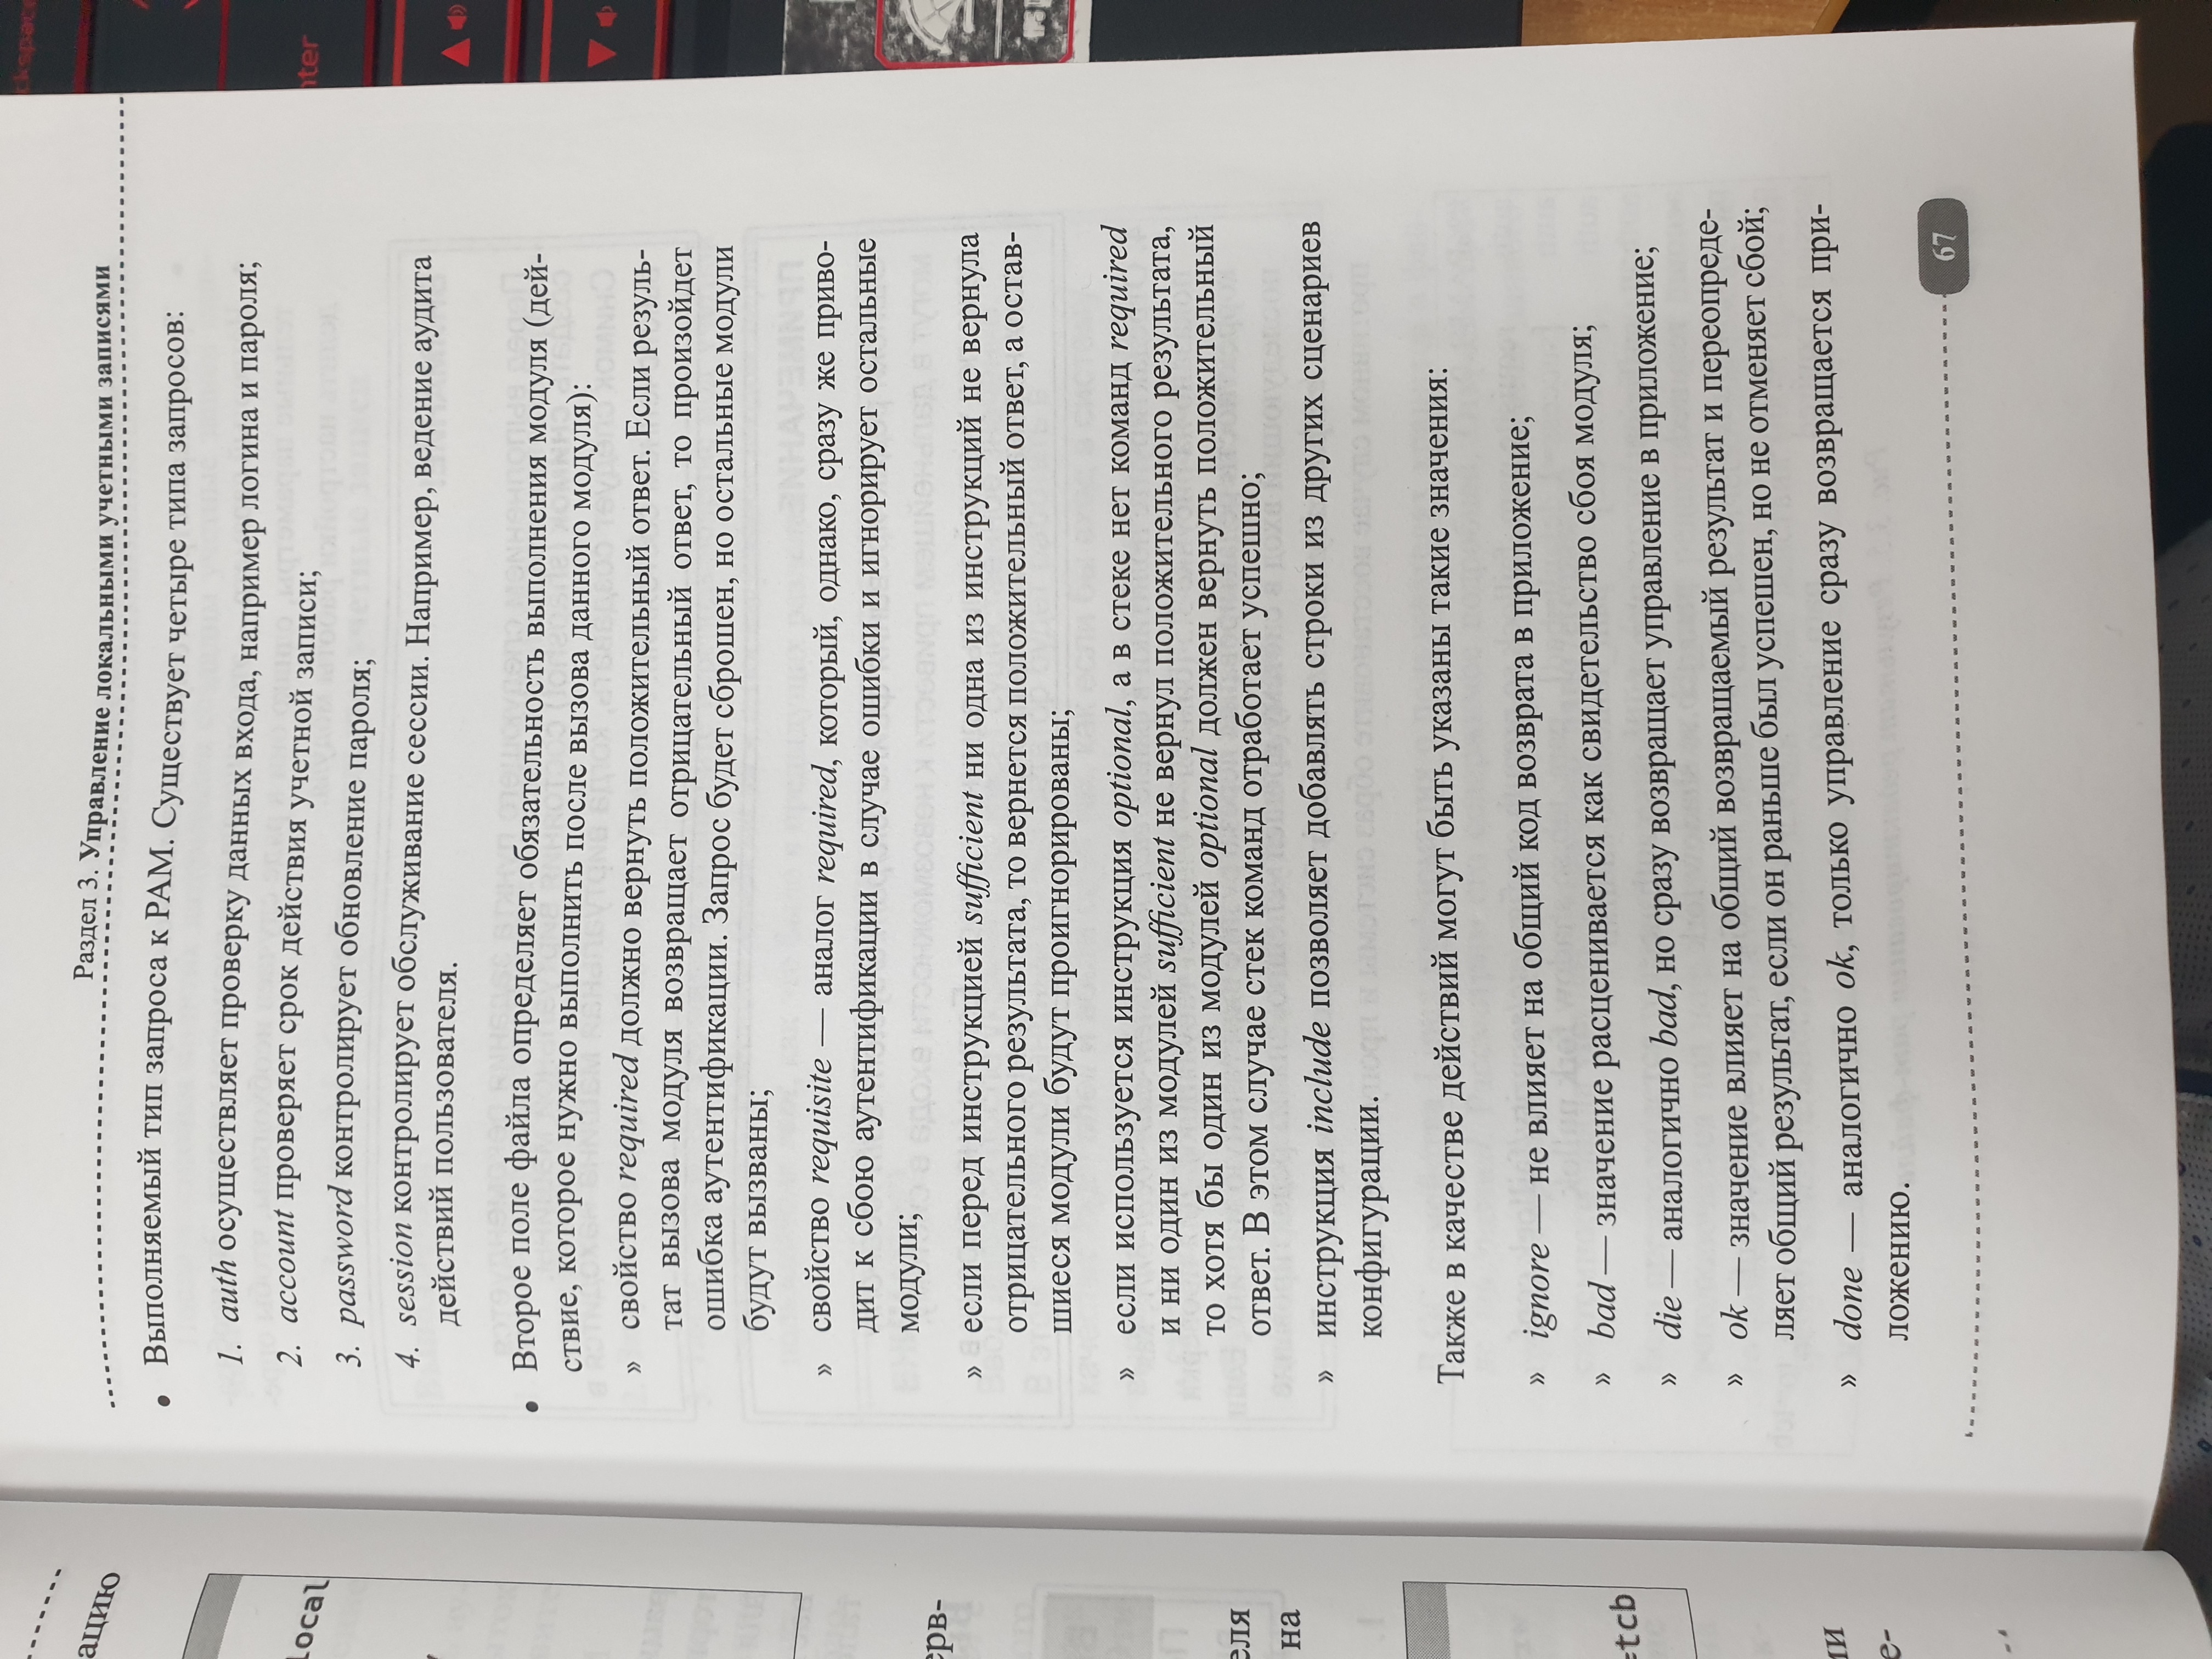 Раздел 3. Управление локальными учетными записями
• Выполняемый тип запроса к PAM. Существует четыре типа запросов:
1. auth осуществляет проверку данных входа, например логина и пароля;
2. account проверяет срок действия учетной записи;
3. password контролирует обновление пароля;
4. session контролирует обслуживание сессии. Например, ведение аудита
действий пользователя.
• Второе поле файла определяет обязательность выполнения модуля (дей-
ствие, которое нужно выполнить после вызова данного модуля):
» свойство required должно вернуть положительный ответ. Если резуль-
тат вызова модуля возвращает отрицательный ответ, то произойдет
ошибка аутентификации. Запрос будет сброшен, но остальные модули
будут вызваны;
» свойство requisite — аналог required, который, однако, сразу же приво-
дит к сбою аутентификации в случае ошибки и игнорирует остальные
модули;
» если перед инструкцией sufficient ни одна из инструкций не вернула
отрицательного результата, то вернется положительный ответ, а остав-
шиеся модули будут проигнорированы;
» если используется инструкция optional, а в стеке нет команд required
и ни один из модулей sufficient не вернул положительного результата,
то хотя бы один из модулей optional должен вернуть положительный
ответ. В этом случае стек команд отработает успешно;
» инструкция include позволяет добавлять строки из других сценариев
конфигурации.
Также в качестве действий могут быть указаны такие значения:
» ignore — не влияет на общий код возврата в приложение;
» bad — значение расценивается как свидетельство сбоя модуля;
» die — аналогично bad, но сразу возвращает управление в приложение;
» ok — значение влияет на общий возвращаемый результат и переопреде-
ляет общий результат, если он раньше был успешен, но не отменяет сбой;
» done — аналогично ok, только управление сразу возвращается при-
ложению.
67
ацию
local
ерв-
еля
на
=tcb
ии
е-